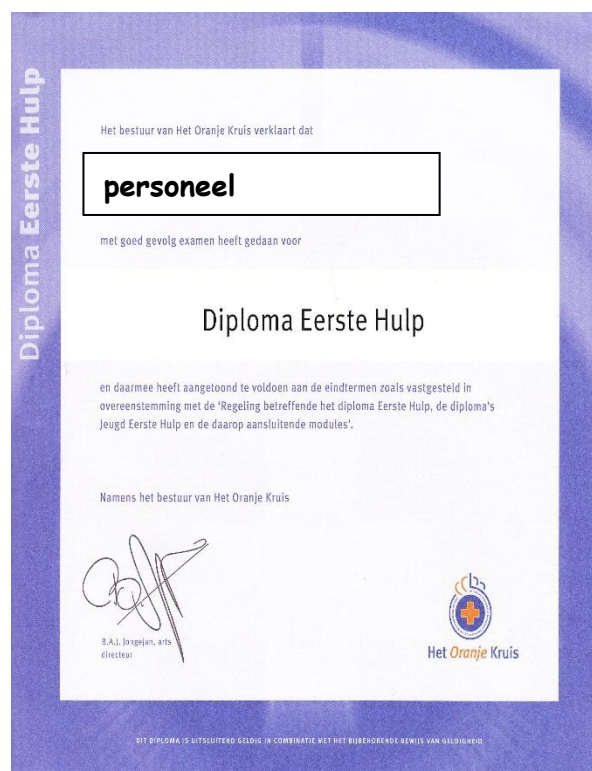 Diploma Eerste Hulp
Het bestuur van Het Oranje Kruis verklaart dat
personeel
met goed gevolg examen heeft gedaan voor
Diploma Eerste Hulp
en daarmee heeft aangetoond te voldoen aan de eindtermen zoals vastgesteld in
overeenstemming met de 'Regeling betreffende het diploma Eerste Hulp, de diploma's
Jeugd Eerste Hulp en de daarop aansluitende modules'.
Namens het bestuur van Het Oranje Kruis
B.A.J. Jongejan, arts
directeur
Het Oranje Kruis
DIT DIPLOMA IS UITSLUITEND GELDIG IN COMBINATIE MET HET BIJBEHORENDE BEWIJS VAN GELDIGHEID